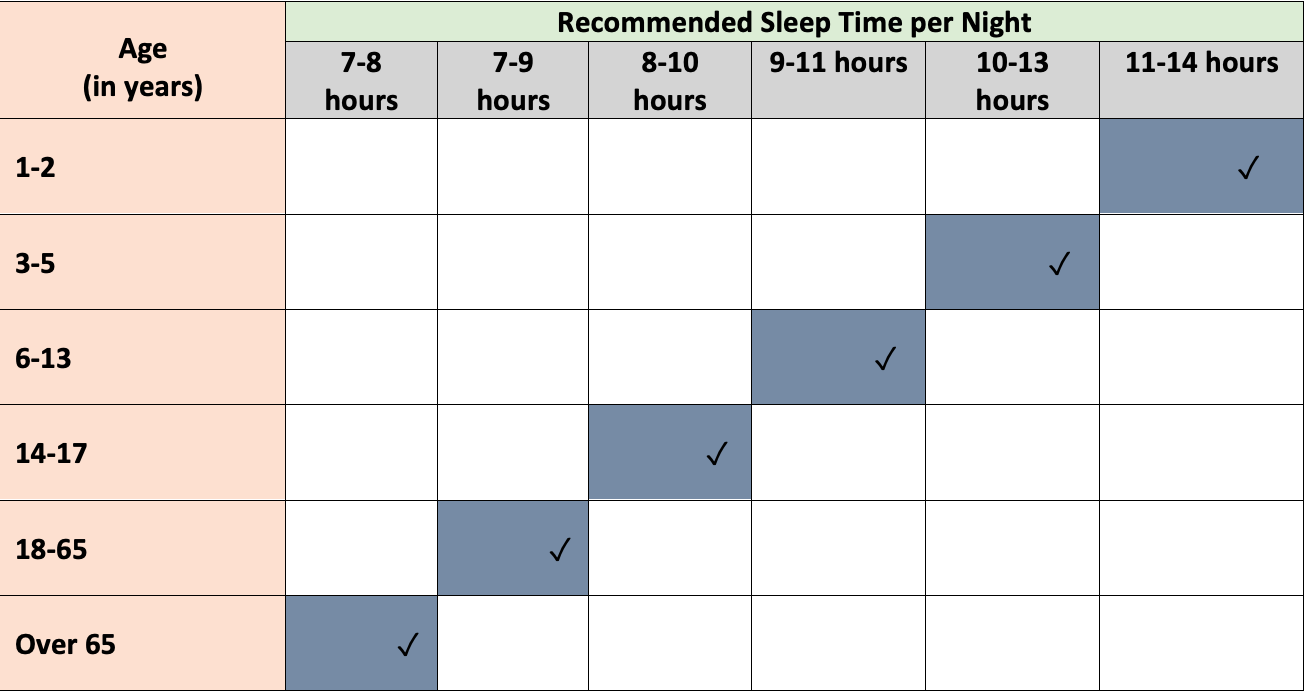 Age
(in years)
Recommended Sleep Time per Night
7-8
hours
7-9
hours
8-10
hours
9-11 hours
10-13
hours
11-14 hours
1-2
✓
3-5
✓
6-13
✓
14-17
✓
18-65
✓
Over 65
✓